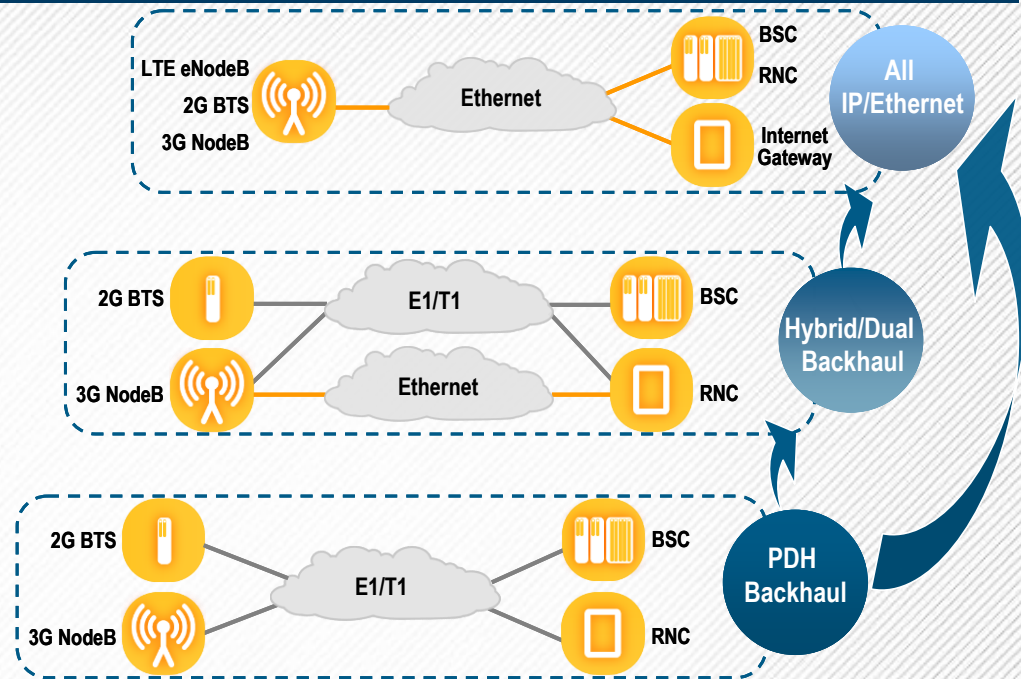 LTE eNodeB
2G BTS
3G NodeB
Ethernet
BSC
RNC
Internet
Gateway
All
IP/Ethernet
2G BTS
3G NodeB
E1/T1
Ethernet
BSC
RNC
Hybrid/Dual
Backhaul
2G BTS
3G NodeB
E1/T1
BSC
RNC
PDH
Backhaul